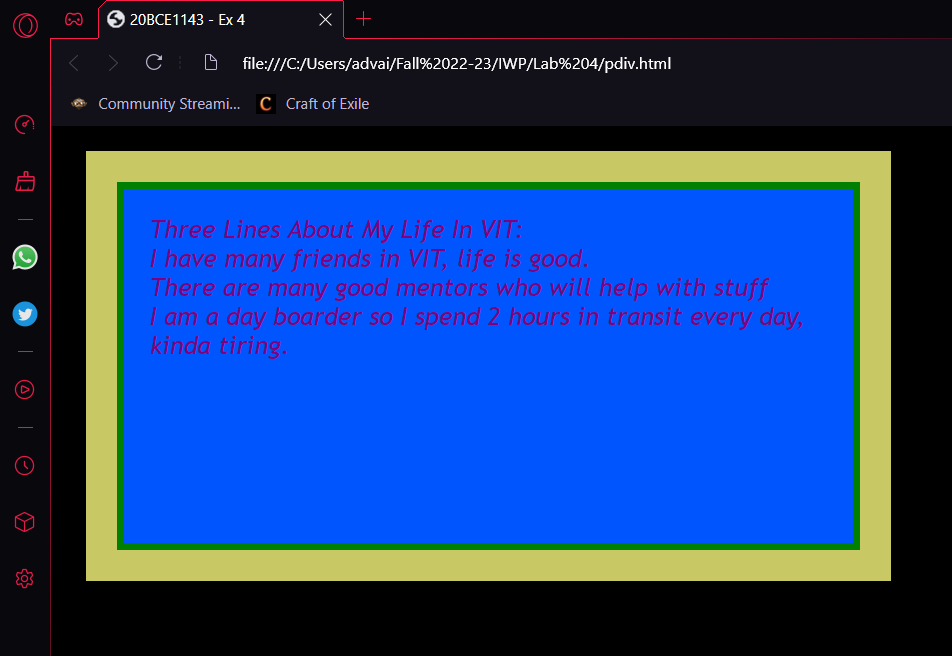 20BCE1143 - Ex 4
file:///C:/Users/advai/Fall%2022-23/IWP/Lab%204/pdiv.html
Community Streami... C Craft of Exile
Three Lines About My Life In VIT:
I have many friends in VIT, life is good.
There are many good mentors who will help with stuff
I am a day boarder so I spend 2 hours in transit every day,
kinda tiring.